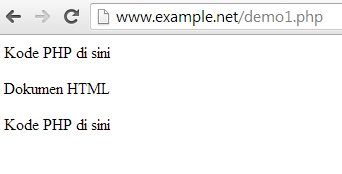 www.example.net/demo1.php
Kode PHP di sini
Dokumen HTML
Kode PHP di sini